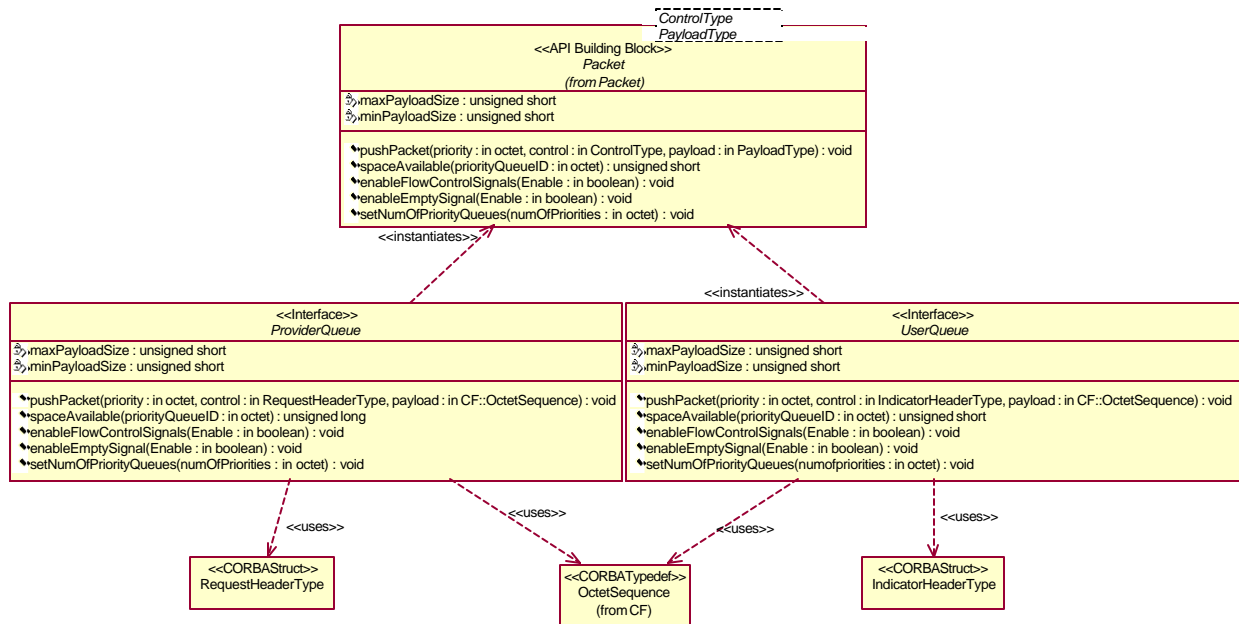 ControlType
PayloadType
<<API Building Block>>
Packet
(from Packet)
maxPayloadSize : unsigned short
minPayloadSize : unsigned short
pushPacket(priority : in octet, control : in ControlType, payload : in PayloadType) : void
spaceAvailable(priorityQueueID : in octet) : unsigned short
enableFlowControlSignals(Enable : in boolean) : void
enableEmptySignal(Enable : in boolean) : void
setNumOfPriorityQueues(numOfPriorities : in octet) : void
<<instantiates>>
<<instantiates>>
<<Interface>>
ProviderQueue
maxPayloadSize : unsigned short
minPayloadSize : unsigned short
pushPacket(priority : in octet, control : in RequestHeaderType, payload : in CF::OctetSequence) : void
spaceAvailable(priorityQueueID : in octet) : unsigned long
enableFlowControlSignals(Enable : in boolean) : void
enableEmptySignal(Enable : in boolean) : void
setNumOfPriorityQueues(numOfPriorities : in octet) : void
<<Interface>>
UserQueue
maxPayloadSize : unsigned short
minPayloadSize : unsigned short
pushPacket(priority : in octet, control : in IndicatorHeaderType, payload : in CF::OctetSequence) : void
spaceAvailable(priorityQueueID : in octet) : unsigned short
enableFlowControlSignals(Enable : in boolean) : void
enableEmptySignal(Enable : in boolean) : void
setNumOfPriorityQueues(numofpriorities : in octet) : void
<<uses>>
<<uses>>
<<uses>>
<<uses>>
<<CORBAStruct>>
RequestHeaderType
<<CORBATypedef>>
OctetSequence
(from CF)
<<CORBAStruct>>
IndicatorHeaderType